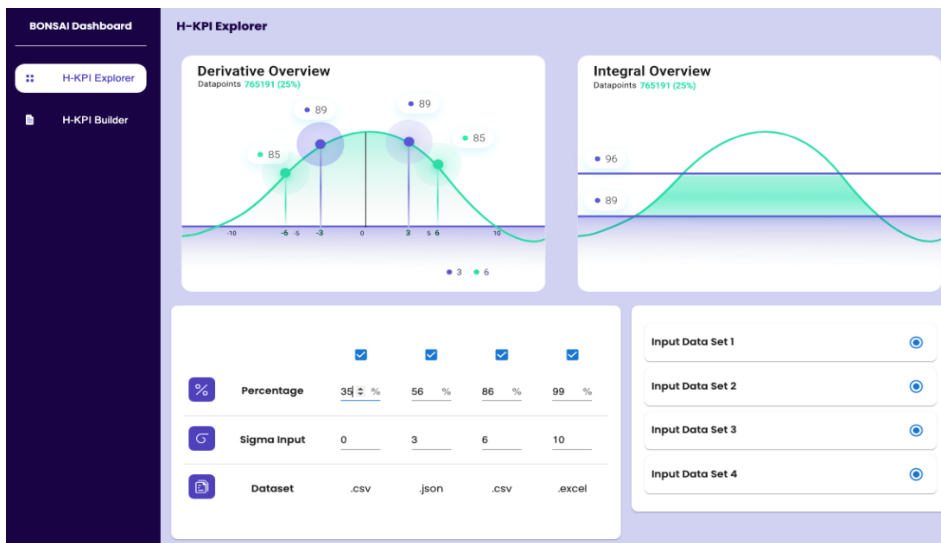 BONSAI Dashboard
H-KPI Explorer
H-KPI Builder
H-KPI Explorer
Derivative Overview
Datapoints 765191 (25%)
89
89
85
85
-10 -6 -5 -3 0 3 5 6 10
3 6
Integral Overview
Datapoints 765191 (25%)
96
89
% Percentage 35 % 56 % 86 % 99 %
σ Sigma Input 0 3 6 10
Dataset .csv .json .csv .excel
Input Data Set 1
Input Data Set 2
Input Data Set 3
Input Data Set 4